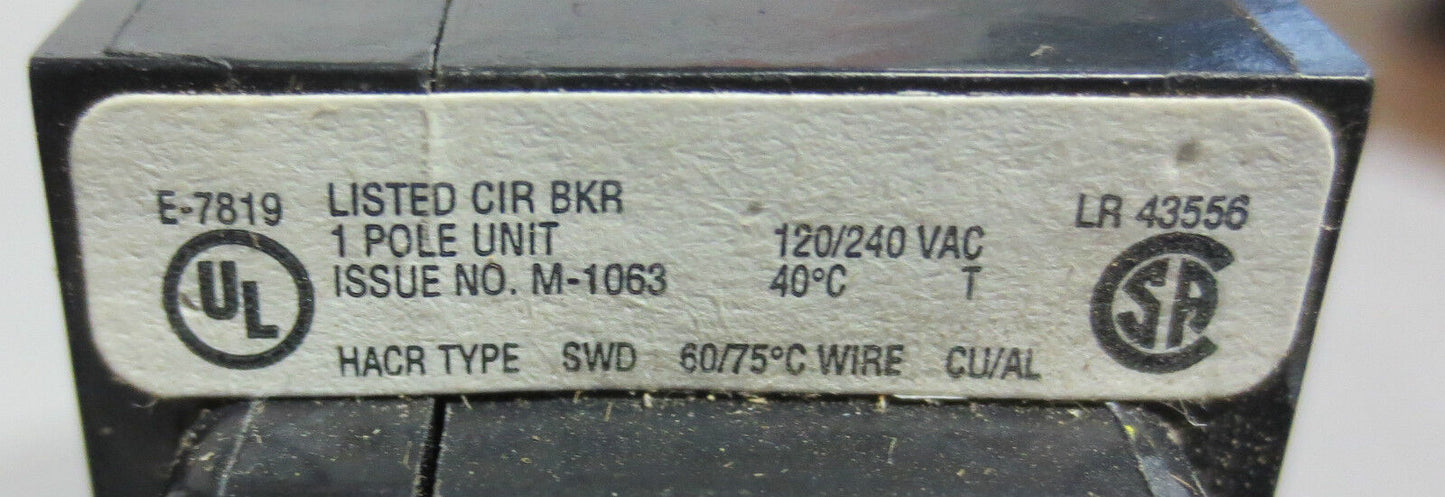 E-7819
UL
LISTED CIR BKR
1 POLE UNIT
ISSUE NO. M-1063
120/240 VAC
40°C T
LR 43556
CSA
HACR TYPE SWD 60/75°C WIRE CU/AL